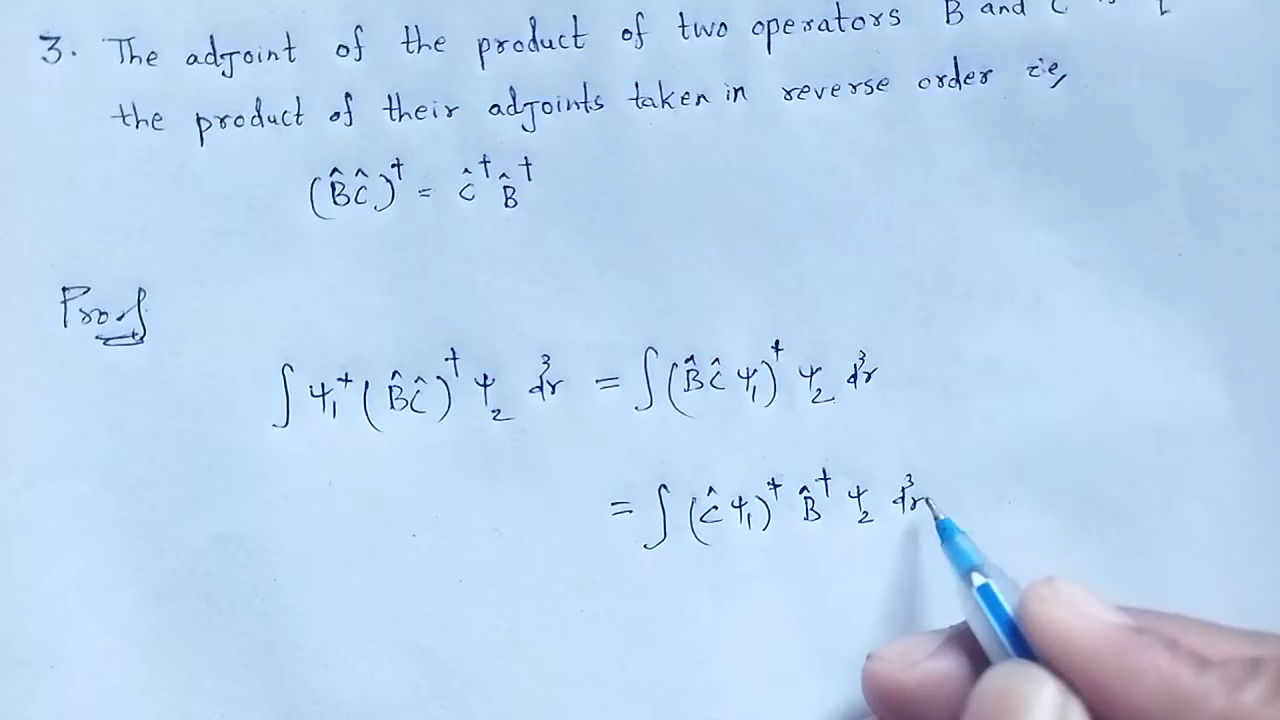 3. The adjoint of the product of two operators B and C
the product of their adjoints taken in reverse order ie,
(B̂Ĉ)† = Ĉ† B̂†
Proof
∫ψ₁†(B̂Ĉ)†ψ₂ d³r = ∫(B̂Ĉψ₁)†ψ₂ d³r
= ∫(Ĉψ₁)† B̂† ψ₂ d³r